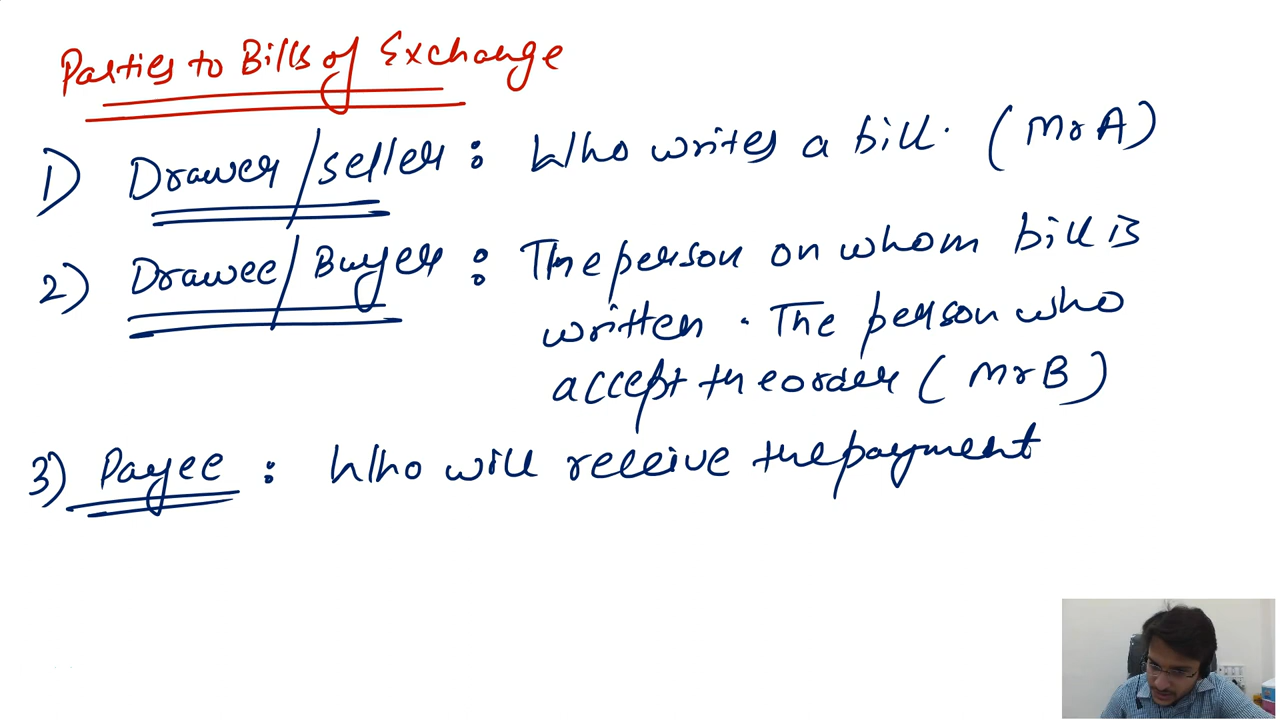 Parties to Bills of Exchange
1) Drawer/seller : Who writes a bill. (Mr A)
2) Drawee/Buyer : The person on whom bill is
written. The person who
accept the order (Mr B)
3) Payee : Who will receive the payment